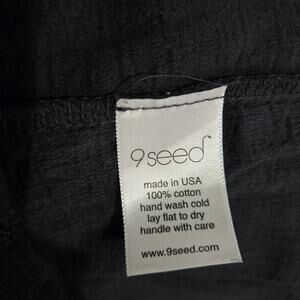 9seed
made in USA
100% cotton
hand wash cold
lay flat to dry
handle with care
www.9seed.com